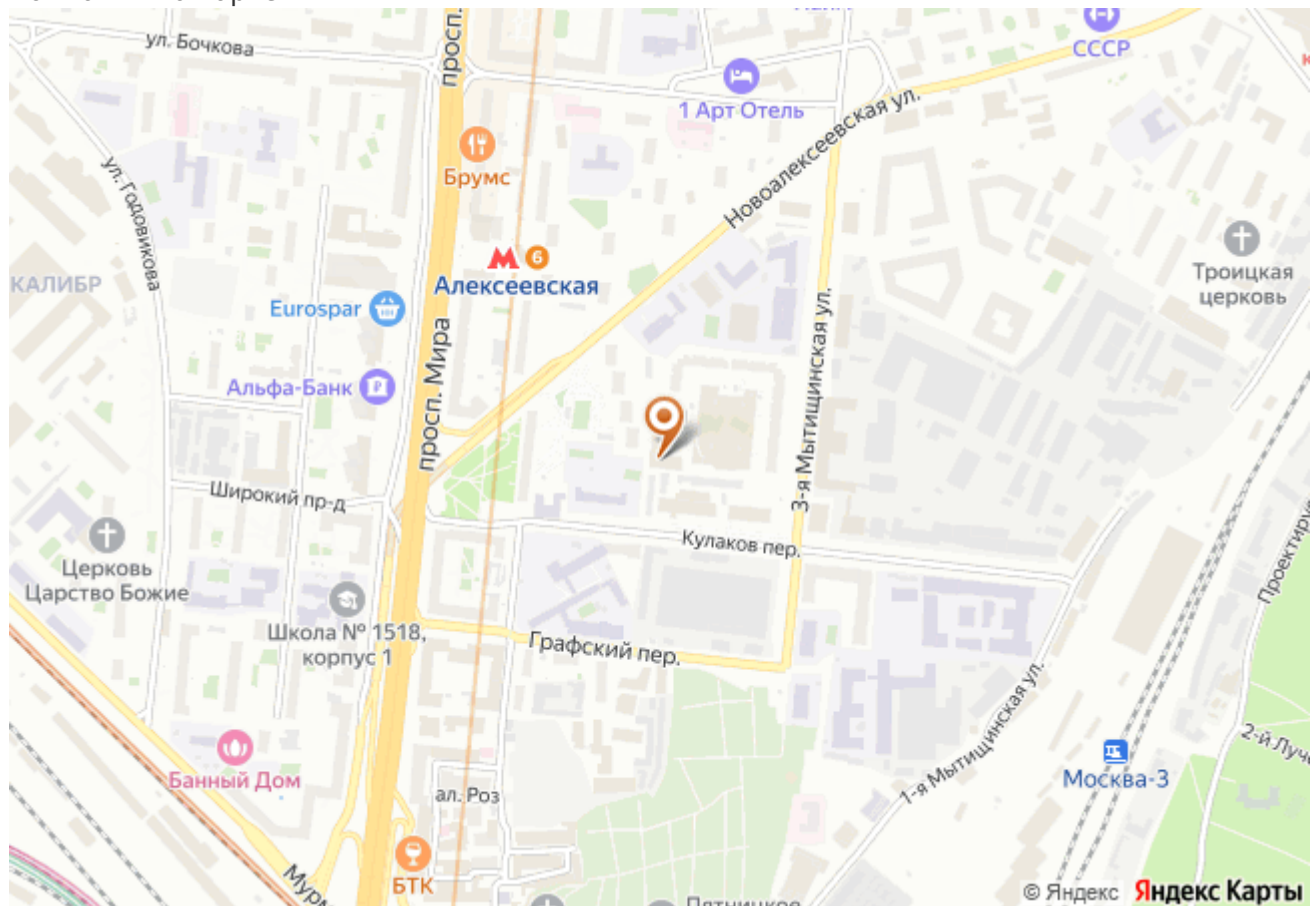 СССР
ул. Бочкова
просп.
1 Арт Отель
Новоалексеевская ул.
Брумс
ул. Годовикова
Троицкая
церковь
6
Алексеевская
КАЛИБР
Eurospar
просп. Мира
3-я Мытищинская ул.
Альфа-Банк
Широкий пр-д
Кулаков пер.
Церковь
Царство Божие
Школа № 1518,
корпус 1
Графский пер.
1-я Мытищинская ул.
Москва-3
Банный Дом
ал. Роз
БТК
© Яндекс Яндекс Карты